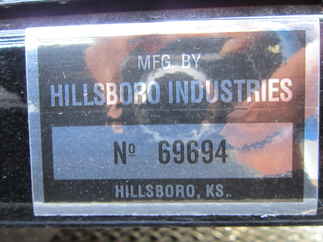 MFG. BY
HILLSBORO INDUSTRIES
Nº 69694
HILLSBORO, KS.